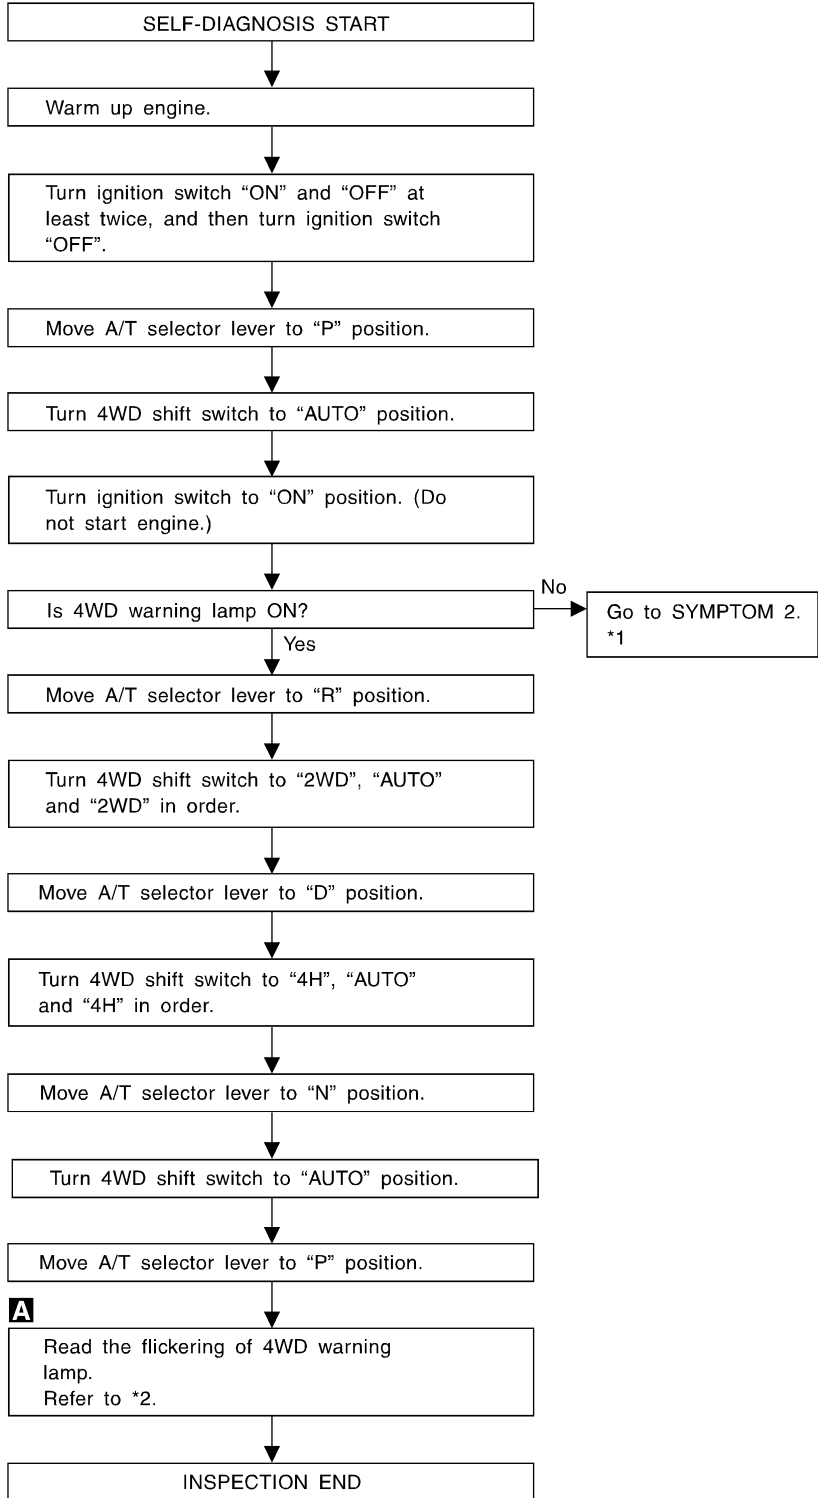 SELF-DIAGNOSIS START
Warm up engine.
Turn ignition switch “ON” and “OFF” at
least twice, and then turn ignition switch
“OFF”.
Move A/T selector lever to “P” position.
Turn 4WD shift switch to “AUTO” position.
Turn ignition switch to “ON” position. (Do
not start engine.)
Is 4WD warning lamp ON?
No
Go to SYMPTOM 2.
*1
Yes
Move A/T selector lever to “R” position.
Turn 4WD shift switch to “2WD”, “AUTO”
and “2WD” in order.
Move A/T selector lever to “D” position.
Turn 4WD shift switch to “4H”, “AUTO”
and “4H” in order.
Move A/T selector lever to “N” position.
Turn 4WD shift switch to “AUTO” position.
Move A/T selector lever to “P” position.
A
Read the flickering of 4WD warning
lamp.
Refer to *2.
INSPECTION END